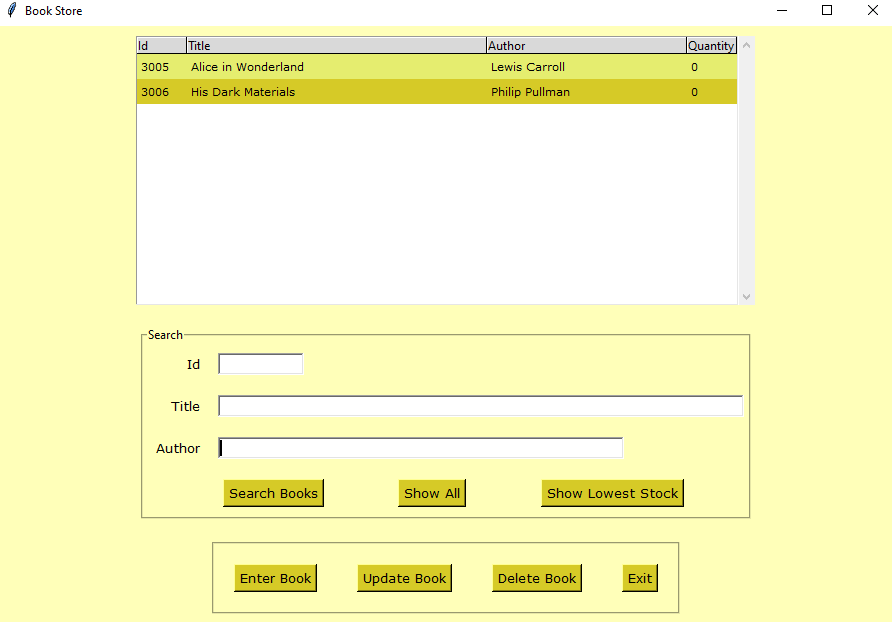 Book Store
Id Title Author Quantity
3005 Alice in Wonderland Lewis Carroll 0
3006 His Dark Materials Philip Pullman 0
Search
Id
Title
Author
Search Books Show All Show Lowest Stock
Enter Book Update Book Delete Book Exit